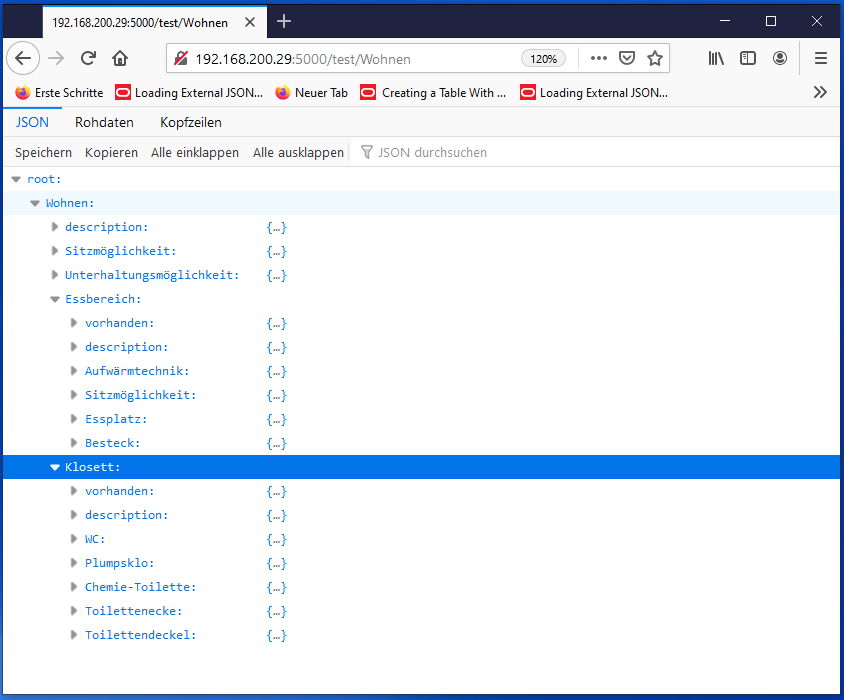 192.168.200.29:5000/test/Wohnen
192.168.200.29:5000/test/Wohnen 120%
Erste Schritte Loading External JSON... Neuer Tab Creating a Table With ... Loading External JSON...
JSON Rohdaten Kopfzeilen
Speichern Kopieren Alle einklappen Alle ausklappen JSON durchsuchen
root:
Wohnen:
description: {…}
Sitzmöglichkeit: {…}
Unterhaltungsmöglichkeit: {…}
Essbereich:
vorhanden: {…}
description: {…}
Aufwärmtechnik: {…}
Sitzmöglichkeit: {…}
Essplatz: {…}
Besteck: {…}
Klosett:
vorhanden: {…}
description: {…}
WC: {…}
Plumpsklo: {…}
Chemie-Toilette: {…}
Toilettenecke: {…}
Toilettendeckel: {…}